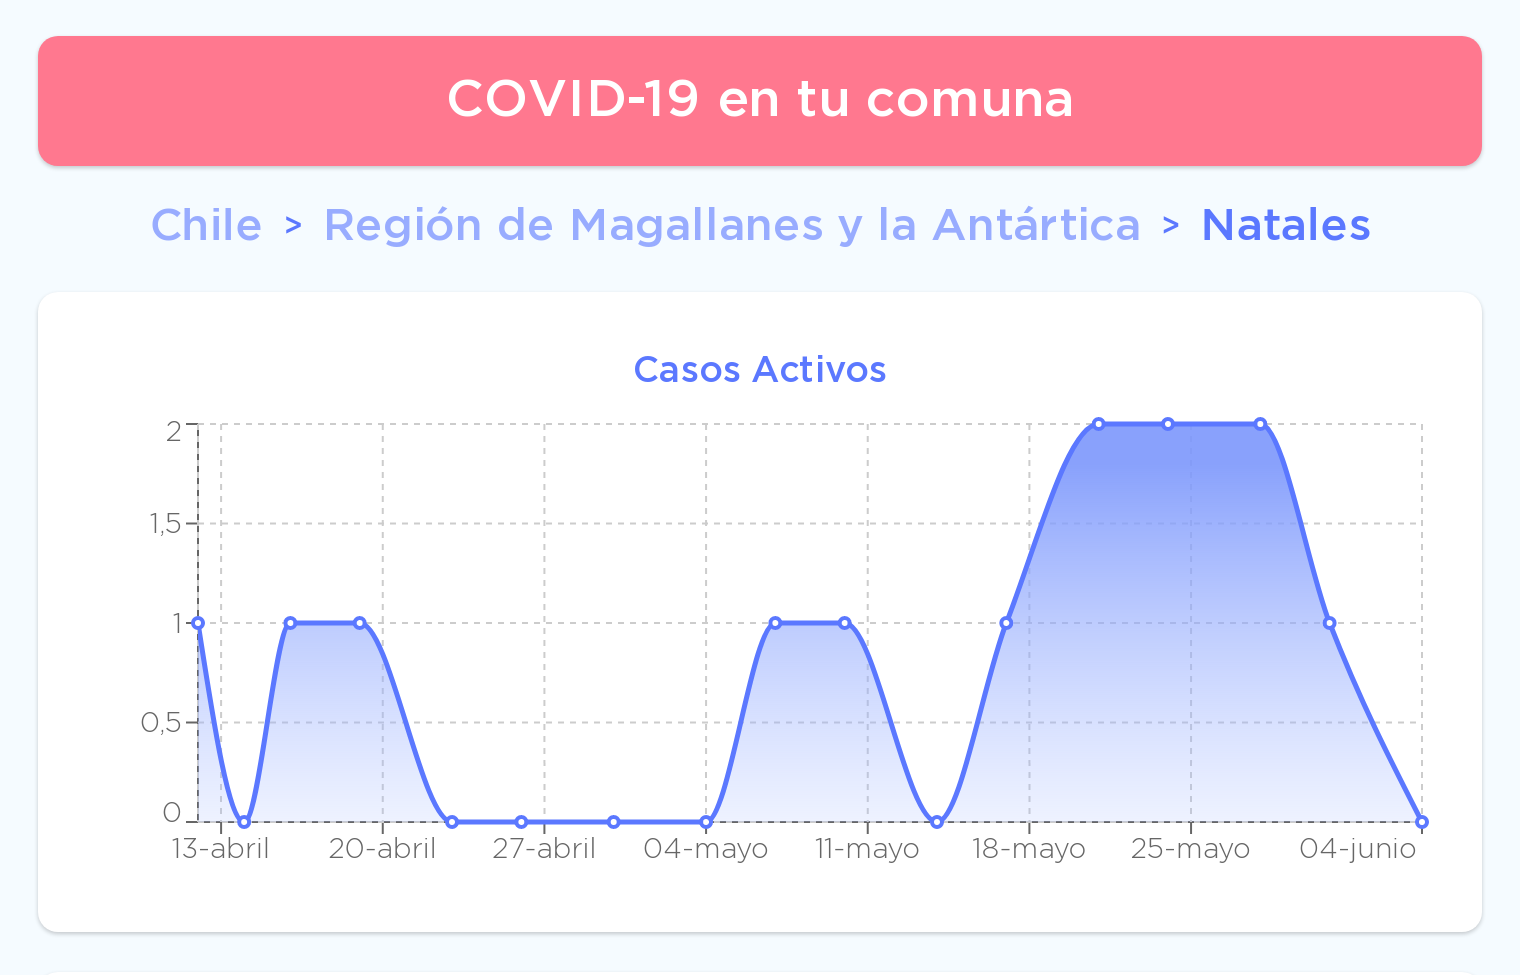 COVID-19 en tu comuna
Chile > Región de Magallanes y la Antártica > Natales
Casos Activos
2
1,5
1
0,5
0
13-abril 20-abril 27-abril 04-mayo 11-mayo 18-mayo 25-mayo 04-junio